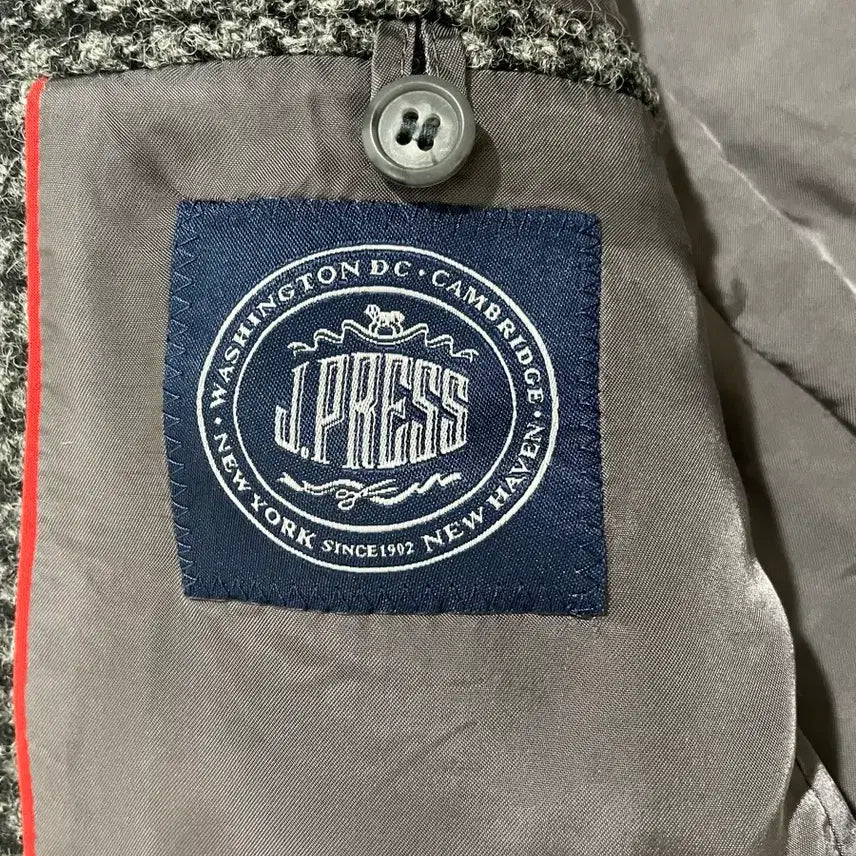 WASHINGTON DC · CAMBRIDGE ·
J.PRESS
· NEW YORK SINCE 1902 NEW HAVEN